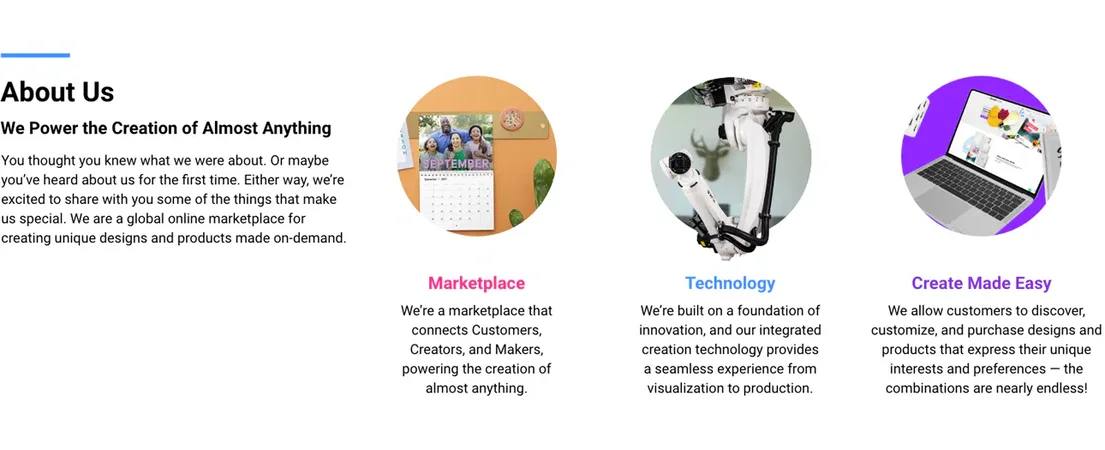 About Us
We Power the Creation of Almost Anything
You thought you knew what we were about. Or maybe
you’ve heard about us for the first time. Either way, we’re
excited to share with you some of the things that make
us special. We are a global online marketplace for
creating unique designs and products made on-demand.
SEPTEMBER
Marketplace
We’re a marketplace that
connects Customers,
Creators, and Makers,
powering the creation of
almost anything.
Technology
We’re built on a foundation of
innovation, and our integrated
creation technology provides
a seamless experience from
visualization to production.
Create Made Easy
We allow customers to discover,
customize, and purchase designs and
products that express their unique
interests and preferences — the
combinations are nearly endless!